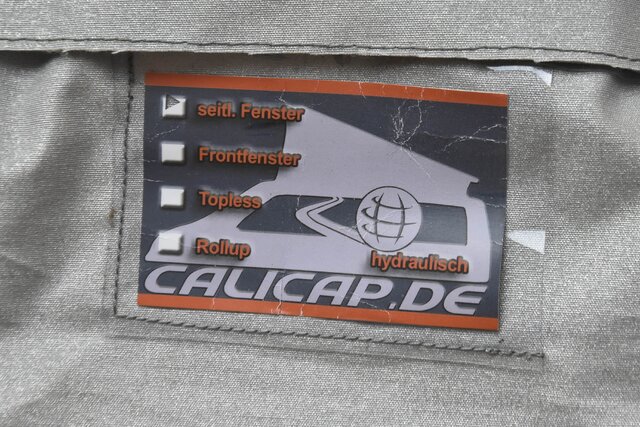 seitl. Fenster
Frontfenster
Topless
Rollup
hydraulisch
CALICAP.DE